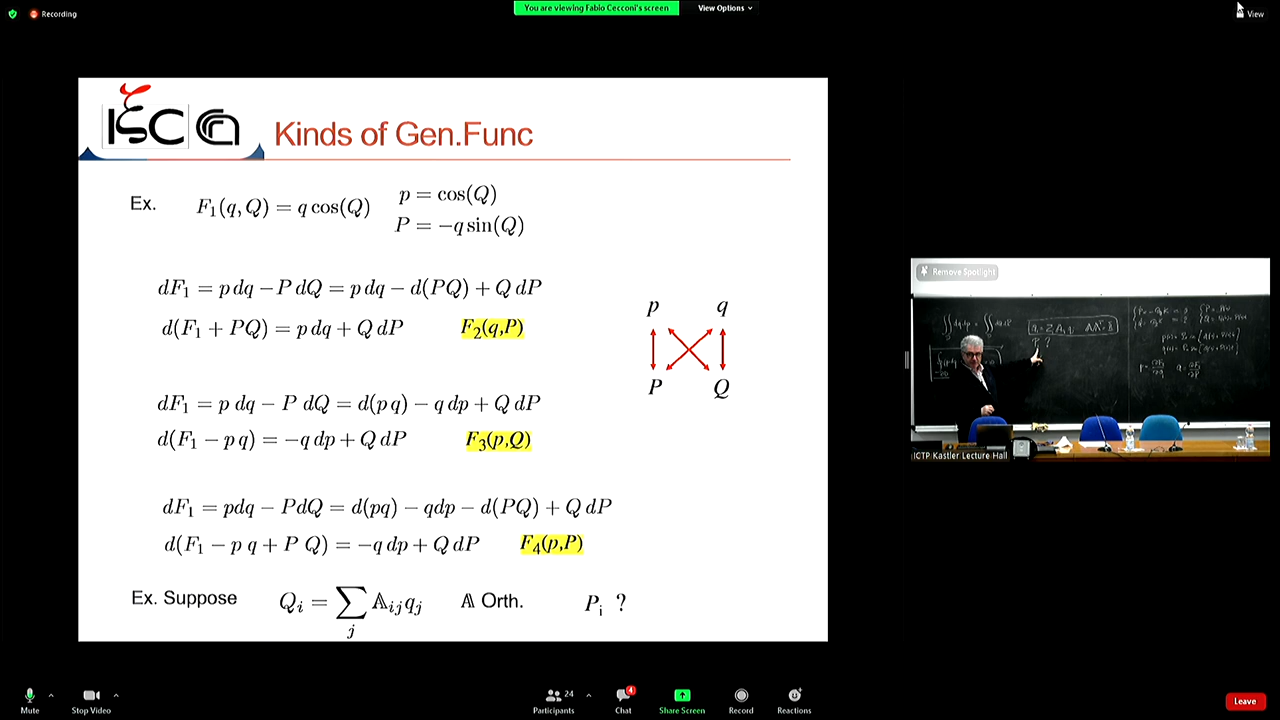 Recording
You are viewing Fabio Cecconi's screen
View Options
View
ISC
Kinds of Gen.Func
Ex. F₁(q,Q) = q cos(Q)
p = cos(Q)
P = −q sin(Q)
dF₁ = p dq − P dQ = p dq − d(PQ) + Q dP
d(F₁ + PQ) = p dq + Q dP F₂(q,P)
p q
P Q
dF₁ = p dq − P dQ = d(p q) − q dp + Q dP
d(F₁ − p q) = −q dp + Q dP F₃(p,Q)
dF₁ = pdq − PdQ = d(pq) − qdp − d(PQ) + Q dP
d(F₁ − p q + P Q) = −q dp + Q dP F₄(p,P)
Ex. Suppose Qᵢ = ∑ⱼ 𝔸ᵢⱼqⱼ 𝔸 Orth. Pᵢ ?
Remove Spotlight
ICTP Kastler Lecture Hall
Mute
Stop Video
24
Participants
4
Chat
Share Screen
Record
Reactions
Leave